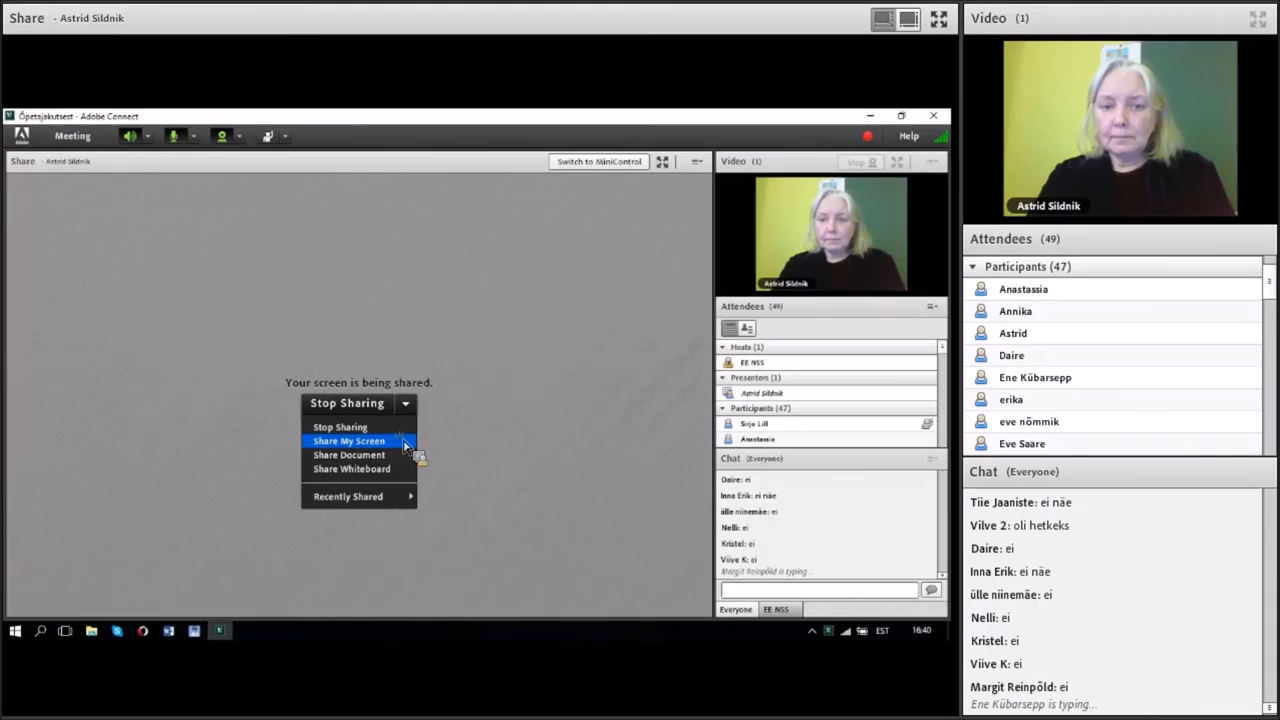 Share - Astrid Sildnik
Õpetajakutsest - Adobe Connect
Adobe
Meeting
Help
Share - Astrid Sildnik
Switch to MiniControl
Your screen is being shared.
Stop Sharing
Stop Sharing
Share My Screen
Share Document
Share Whiteboard
Recently Shared
Video (1)
Stop
Astrid Sildnik
Attendees (49)
Hosts (1)
EE NSS
Presenters (1)
Astrid Sildnik
Participants (47)
Sirje Lill
Anastassia
Chat (Everyone)
Daire: ei
Inna Erik: ei näe
ülle niinemäe: ei
Nelli: ei
Kristel: ei
Viive K: ei
Margit Reinpõld is typing...
Everyone
EE NSS
EST
16:40
Video (1)
Astrid Sildnik
Attendees (49)
Participants (47)
Anastassia
Annika
Astrid
Daire
Ene Kübarsepp
erika
eve nõmmik
Eve Saare
Chat (Everyone)
Tiie Jaaniste: ei näe
Vilve 2: oli hetkeks
Daire: ei
Inna Erik: ei näe
ülle niinemäe: ei
Nelli: ei
Kristel: ei
Viive K: ei
Margit Reinpõld: ei
Ene Kübarsepp is typing...